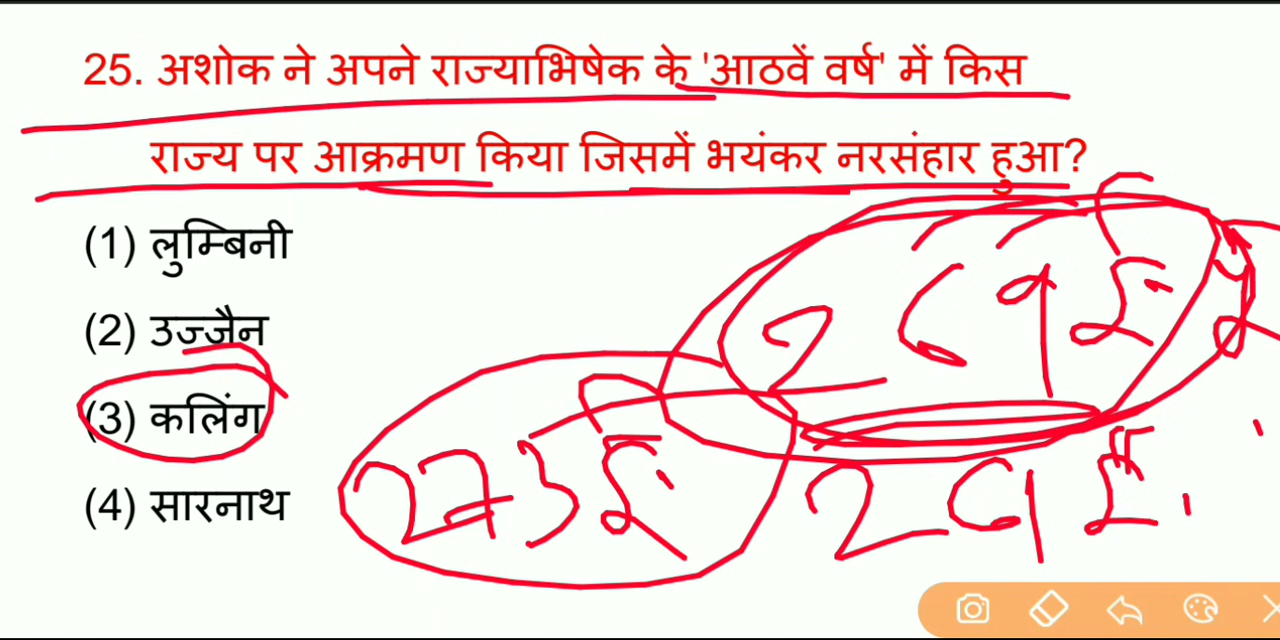 25. अशोक ने अपने राज्याभिषेक के 'आठवें वर्ष' में किस
राज्य पर आक्रमण किया जिसमें भयंकर नरसंहार हुआ?
(1) लुम्बिनी
(2) उज्जैन
(3) कलिंग
(4) सारनाथ
273 ई